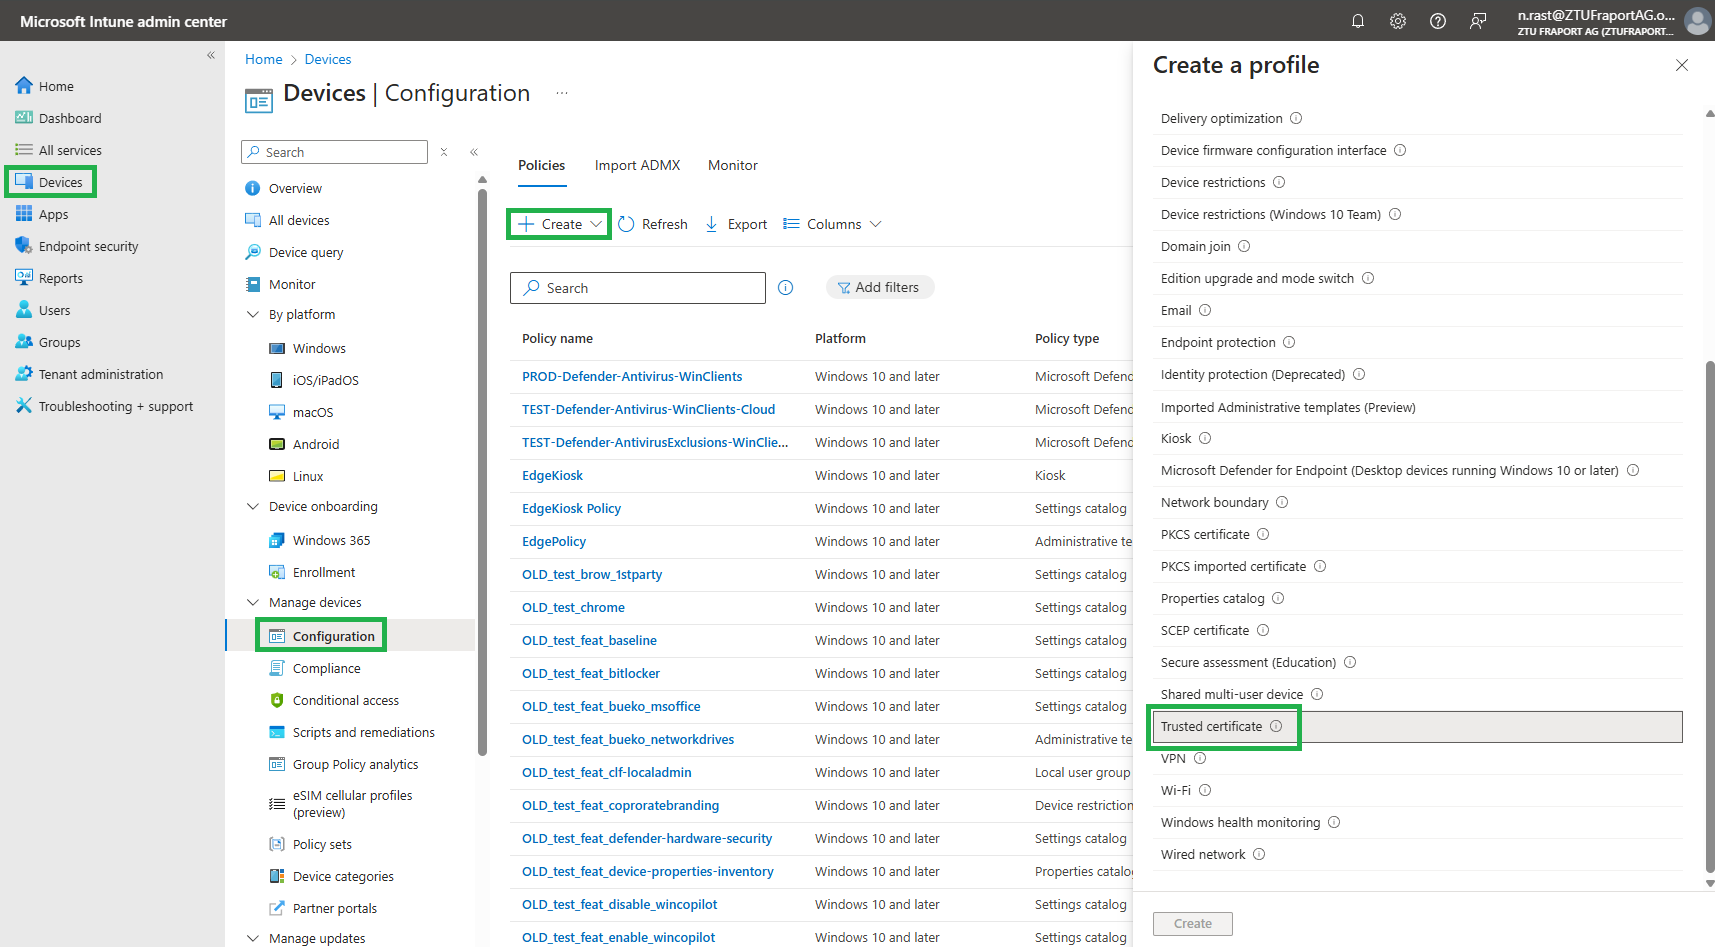 Microsoft Intune admin center
n.rast@ZTUFraportAG.o...
ZTU FRAPORT AG (ZTUFRAPORT...
Home
Dashboard
All services
Devices
Apps
Endpoint security
Reports
Users
Groups
Tenant administration
Troubleshooting + support
Home > Devices
Devices | Configuration ...
Search
Overview
All devices
Device query
Monitor
By platform
Windows
iOS/iPadOS
macOS
Android
Linux
Device onboarding
Windows 365
Enrollment
Manage devices
Configuration
Compliance
Conditional access
Scripts and remediations
Group Policy analytics
eSIM cellular profiles
(preview)
Policy sets
Device categories
Partner portals
Manage updates
Policies Import ADMX Monitor
Create Refresh Export Columns
Search Add filters
Policy name Platform Policy type
PROD-Defender-Antivirus-WinClients Windows 10 and later Microsoft Defend
TEST-Defender-Antivirus-WinClients-Cloud Windows 10 and later Microsoft Defend
TEST-Defender-AntivirusExclusions-WinClie... Windows 10 and later Microsoft Defend
EdgeKiosk Windows 10 and later Kiosk
EdgeKiosk Policy Windows 10 and later Settings catalog
EdgePolicy Windows 10 and later Administrative te
OLD_test_brow_1stparty Windows 10 and later Settings catalog
OLD_test_chrome Windows 10 and later Settings catalog
OLD_test_feat_baseline Windows 10 and later Settings catalog
OLD_test_feat_bitlocker Windows 10 and later Settings catalog
OLD_test_feat_bueko_msoffice Windows 10 and later Settings catalog
OLD_test_feat_bueko_networkdrives Windows 10 and later Administrative te
OLD_test_feat_clf-localadmin Windows 10 and later Local user group
OLD_test_feat_coproratebranding Windows 10 and later Device restriction
OLD_test_feat_defender-hardware-security Windows 10 and later Settings catalog
OLD_test_feat_device-properties-inventory Windows 10 and later Properties catalo
OLD_test_feat_disable_wincopilot Windows 10 and later Settings catalog
OLD_test_feat_enable_wincopilot Windows 10 and later Settings catalog
Create a profile
Delivery optimization
Device firmware configuration interface
Device restrictions
Device restrictions (Windows 10 Team)
Domain join
Edition upgrade and mode switch
Email
Endpoint protection
Identity protection (Deprecated)
Imported Administrative templates (Preview)
Kiosk
Microsoft Defender for Endpoint (Desktop devices running Windows 10 or later)
Network boundary
PKCS certificate
PKCS imported certificate
Properties catalog
SCEP certificate
Secure assessment (Education)
Shared multi-user device
Trusted certificate
VPN
Wi-Fi
Windows health monitoring
Wired network
Create